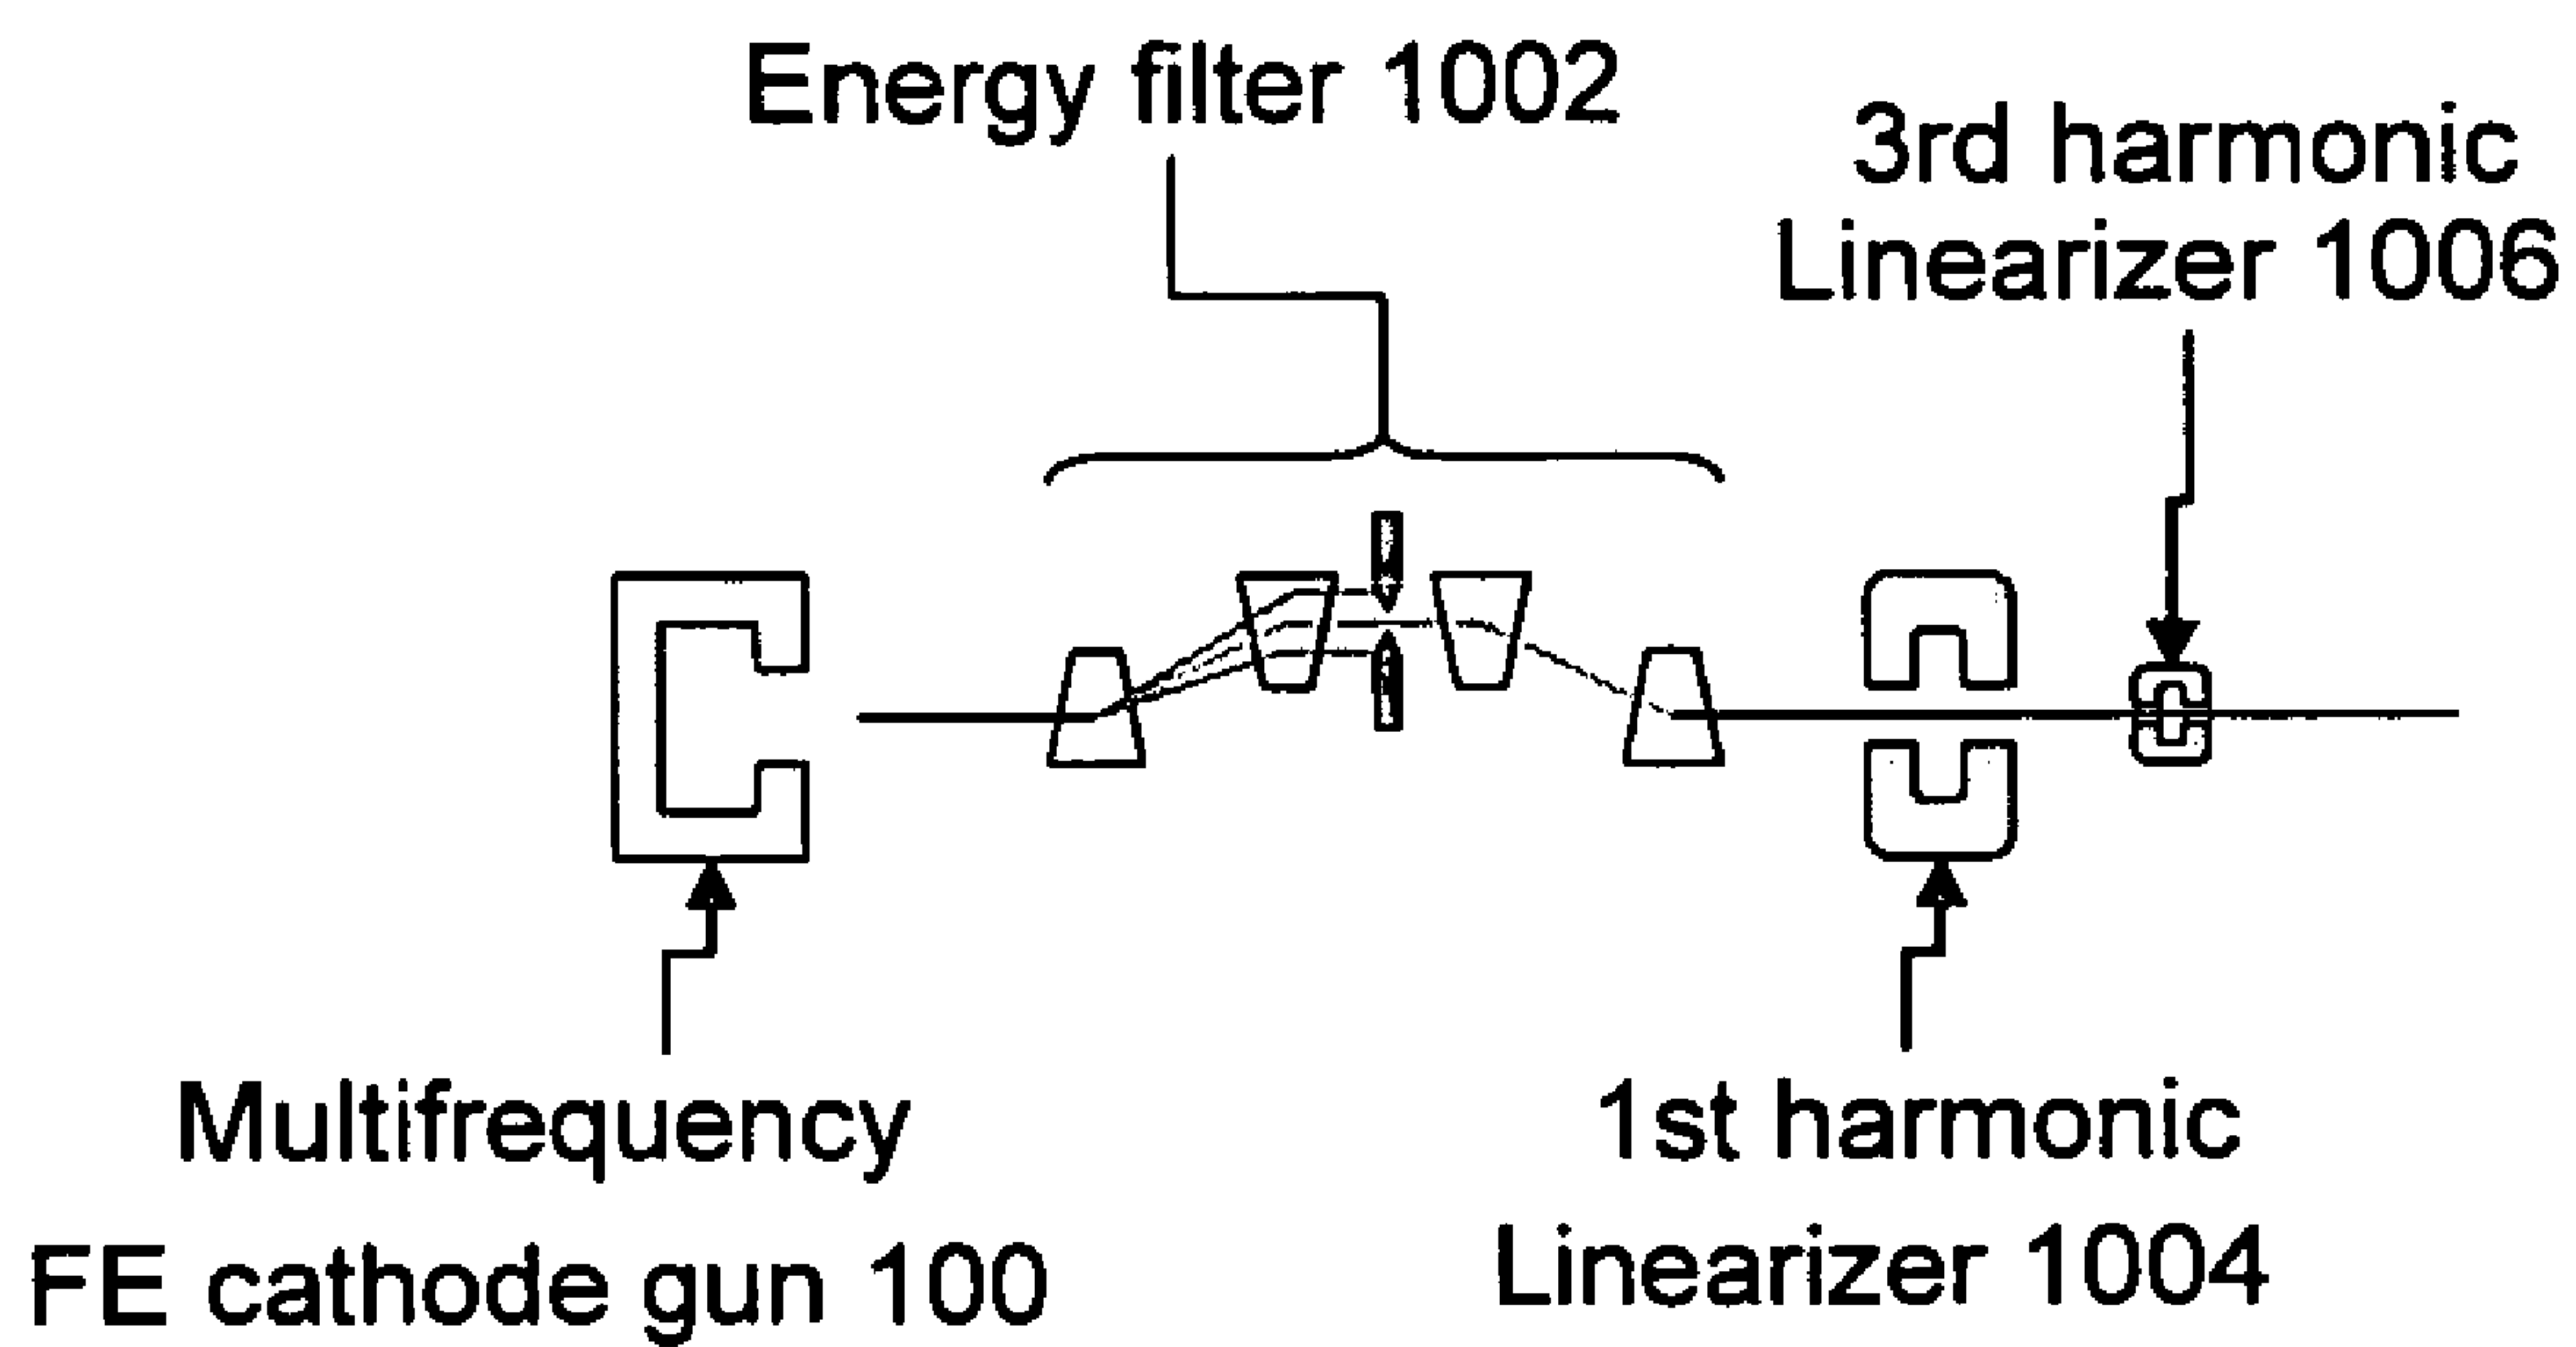 Energy filter 1002
3rd harmonic
Linearizer 1006
Multifrequency
FE cathode gun 100
1st harmonic
Linearizer 1004